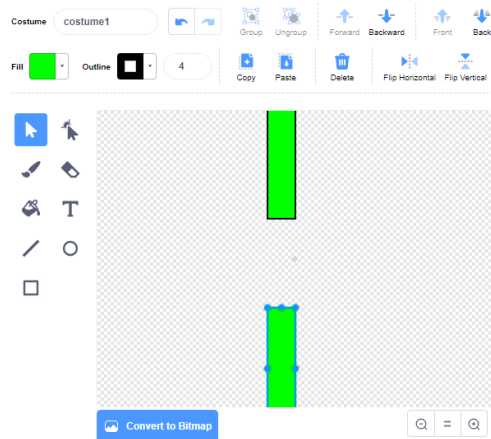 Costume costume1 Group Ungroup Forward Backward Front Back
Fill Outline 4 Copy Paste Delete Flip Horizontal Flip Vertical
T
Convert to Bitmap